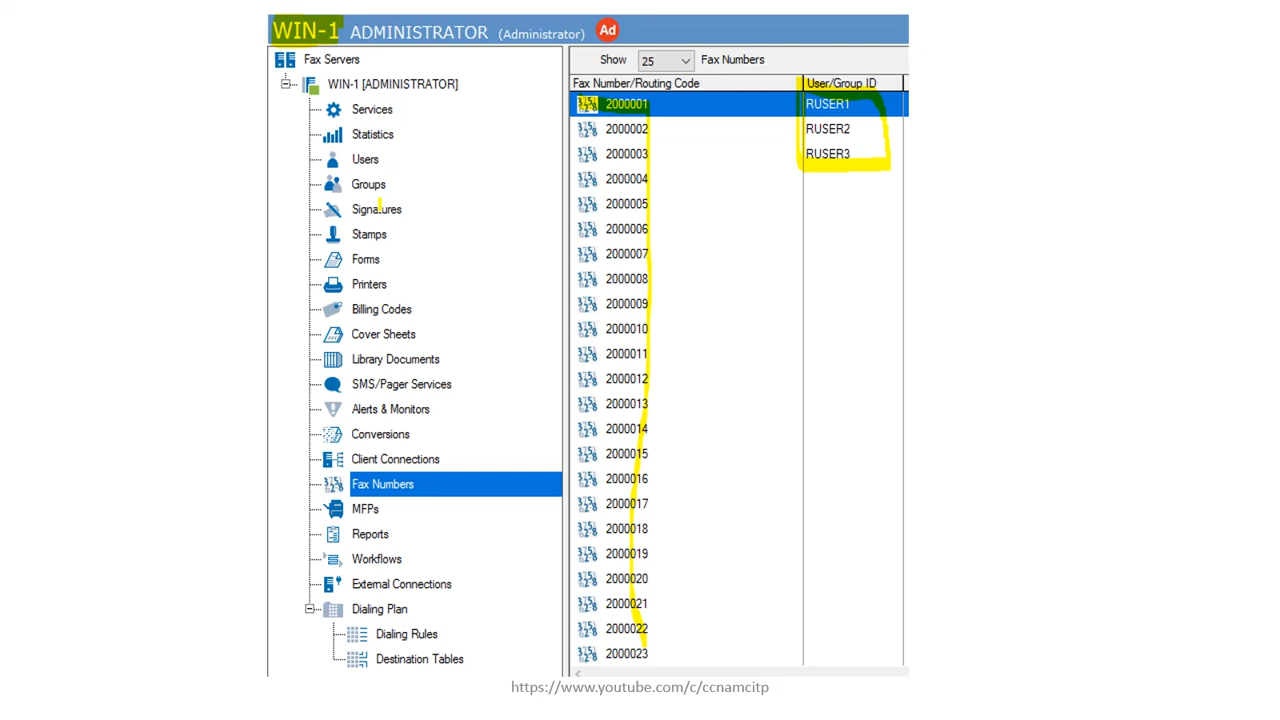 WIN-1 ADMINISTRATOR (Administrator) Ad
Fax Servers
WIN-1 [ADMINISTRATOR]
Services
Statistics
Users
Groups
Signatures
Stamps
Forms
Printers
Billing Codes
Cover Sheets
Library Documents
SMS/Pager Services
Alerts & Monitors
Conversions
Client Connections
Fax Numbers
MFPs
Reports
Workflows
External Connections
Dialing Plan
Dialing Rules
Destination Tables
Show 25 Fax Numbers
Fax Number/Routing Code User/Group ID
2000001 RUSER1
2000002 RUSER2
2000003 RUSER3
2000004
2000005
2000006
2000007
2000008
2000009
2000010
2000011
2000012
2000013
2000014
2000015
2000016
2000017
2000018
2000019
2000020
2000021
2000022
2000023
https://www.youtube.com/c/ccnamcitp